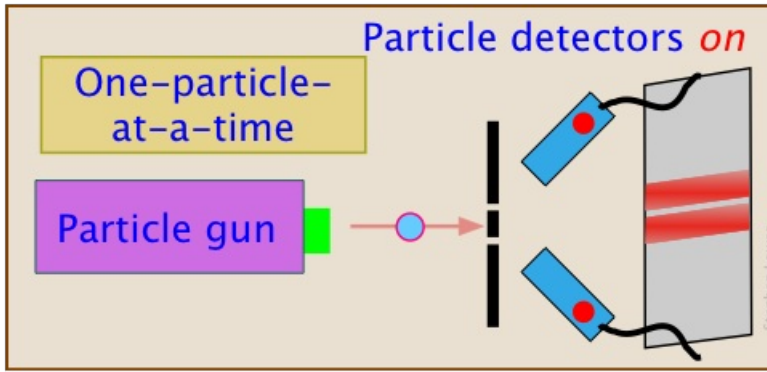 Particle detectors on
One-particle-
at-a-time
Particle gun